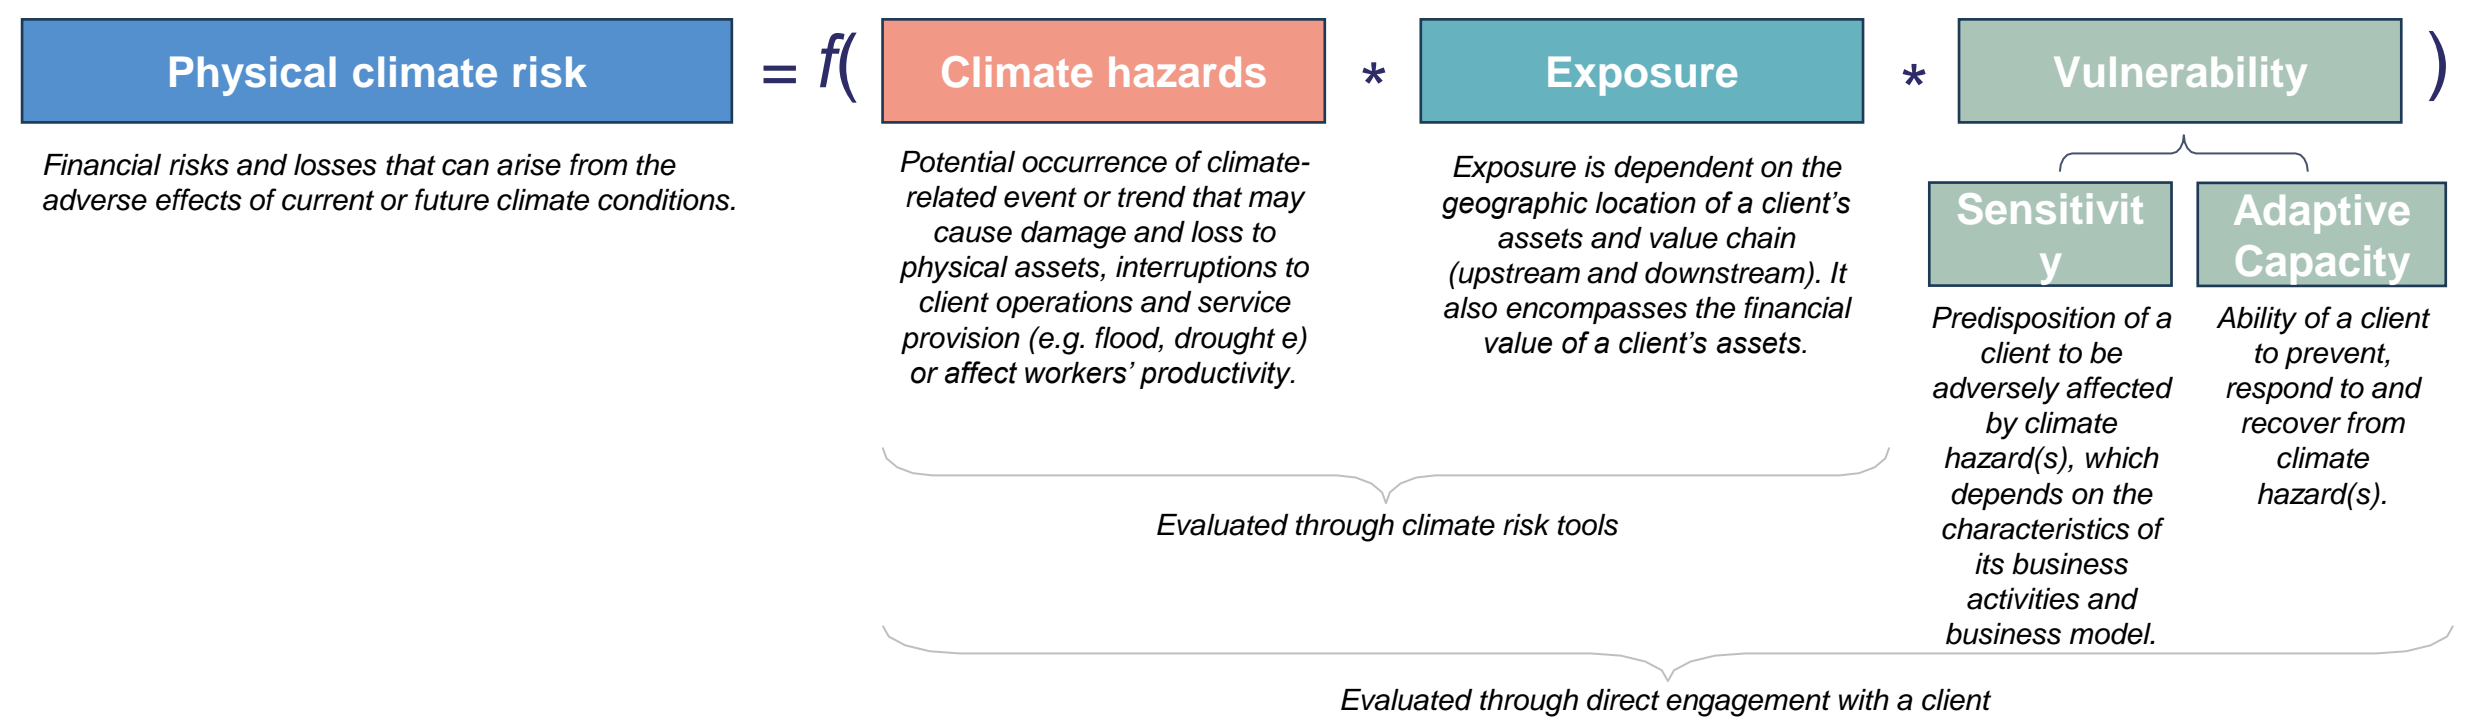 Physical climate risk = f( Climate hazards * Exposure * Vulnerability )
Financial risks and losses that can arise from the
adverse effects of current or future climate conditions.
Potential occurrence of climate-
related event or trend that may
cause damage and loss to
physical assets, interruptions to
client operations and service
provision (e.g. flood, drought e)
or affect workers’ productivity.
Exposure is dependent on the
geographic location of a client’s
assets and value chain
(upstream and downstream). It
also encompasses the financial
value of a client’s assets.
Sensitivit
y
Adaptive
Capacity
Predisposition of a
client to be
adversely affected
by climate
hazard(s), which
depends on the
characteristics of
its business
activities and
business model.
Ability of a client
to prevent,
respond to and
recover from
climate
hazard(s).
Evaluated through climate risk tools
Evaluated through direct engagement with a client